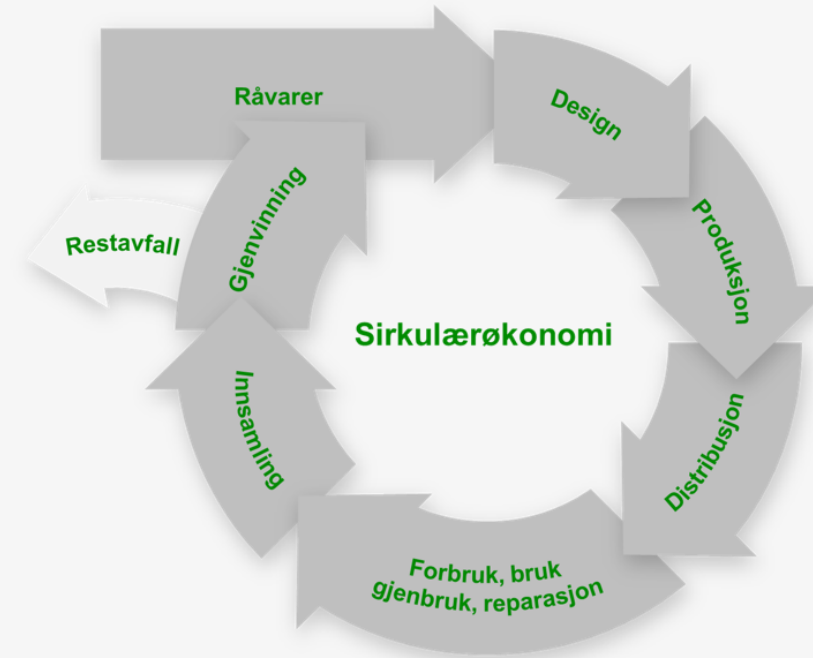 Råvarer
Design
Produksjon
Distribusjon
Forbruk, bruk
gjenbruk, reparasjon
Innsamling
Gjenvinning
Restavfall
Sirkulærøkonomi